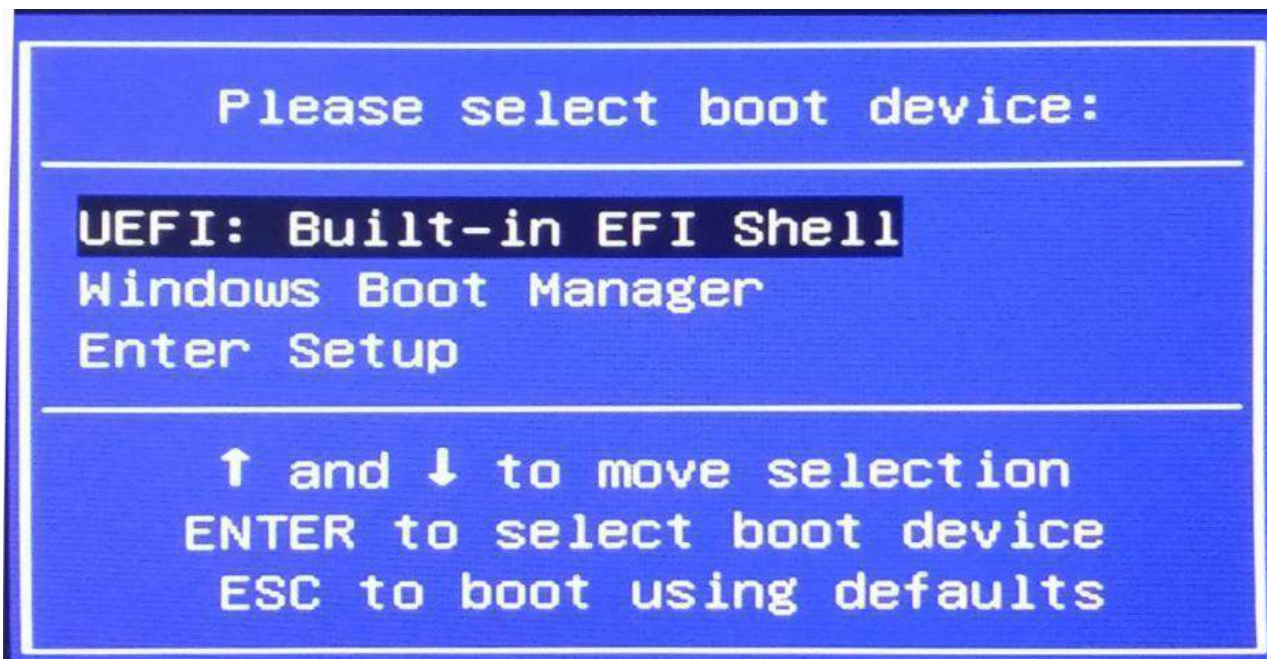 Please select boot device:
UEFI: Built-in EFI Shell
Windows Boot Manager
Enter Setup
↑ and ↓ to move selection
ENTER to select boot device
ESC to boot using defaults